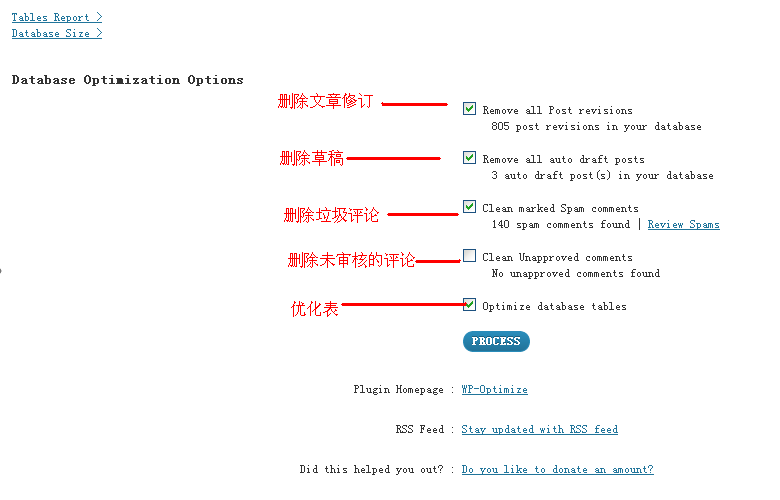 Tables Report >
Database Size >
Database Optimization Options
删除文章修订
Remove all Post revisions
805 post revisions in your database
删除草稿
Remove all auto draft posts
3 auto draft post(s) in your database
删除垃圾评论
Clean marked Spam comments
140 spam comments found | Review Spams
删除未审核的评论
Clean Unapproved comments
No unapproved comments found
优化表
Optimize database tables
PROCESS
Plugin Homepage : WP-Optimize
RSS Feed : Stay updated with RSS feed
Did this helped you out? : Do you like to donate an amount?